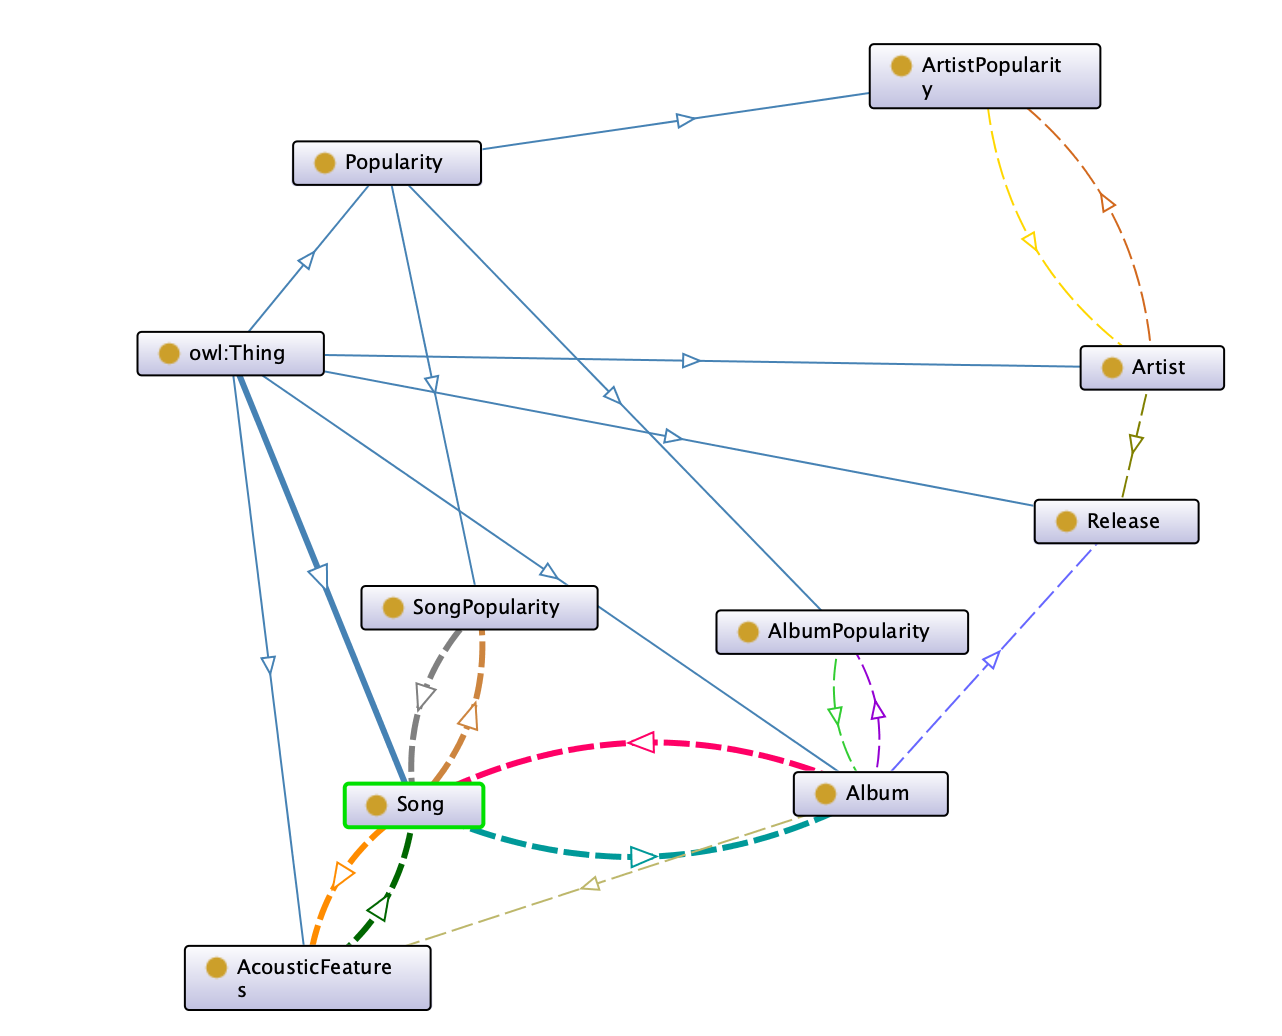 ArtistPopularit
y
Popularity
owl:Thing
Artist
Release
SongPopularity
AlbumPopularity
Song
Album
AcousticFeature
s